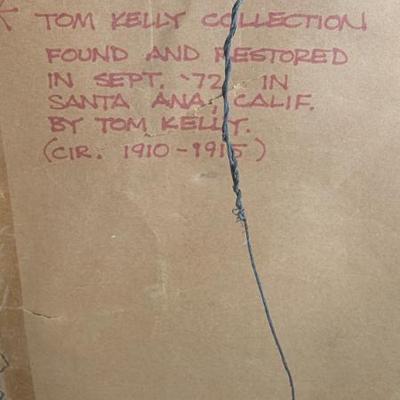 * TOM KELLY COLLECTION
FOUND AND RESTORED
IN SEPT. '72 IN
SANTA ANA, CALIF.
BY TOM KELLY.
(CIR. 1910-1915)